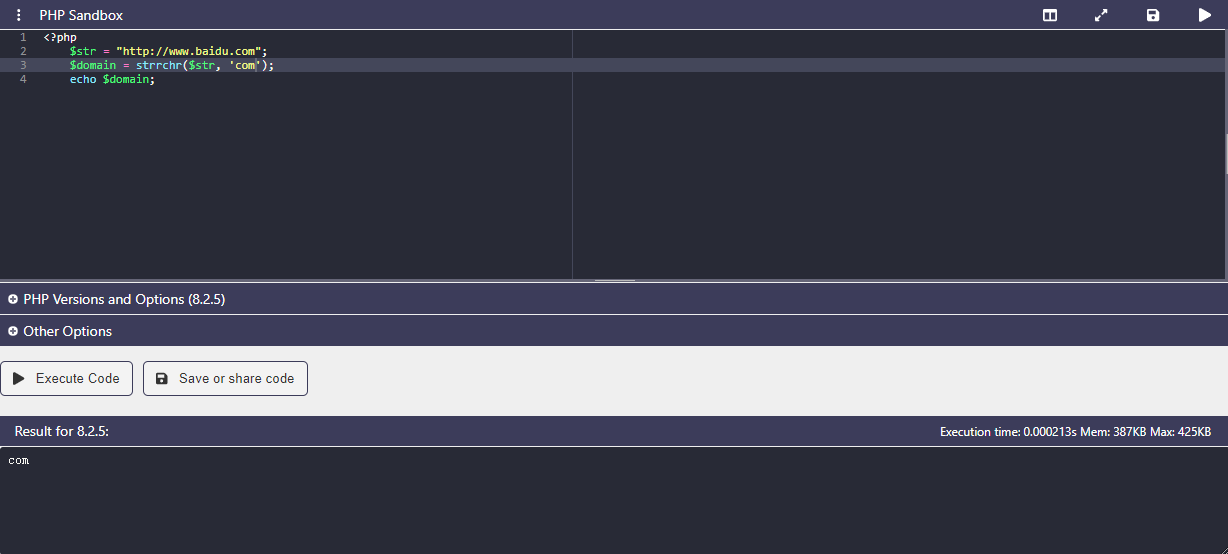 PHP Sandbox
1 <?php
2 $str = "http://www.baidu.com";
3 $domain = strrchr($str, 'com');
4 echo $domain;
PHP Versions and Options (8.2.5)
Other Options
Execute Code Save or share code
Result for 8.2.5: Execution time: 0.000213s Mem: 387KB Max: 425KB
com